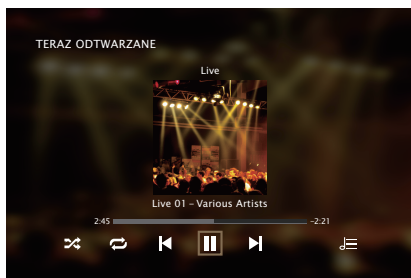 TERAZ ODTWARZANE
Live
Live 01 – Various Artists
2:45
–2:21